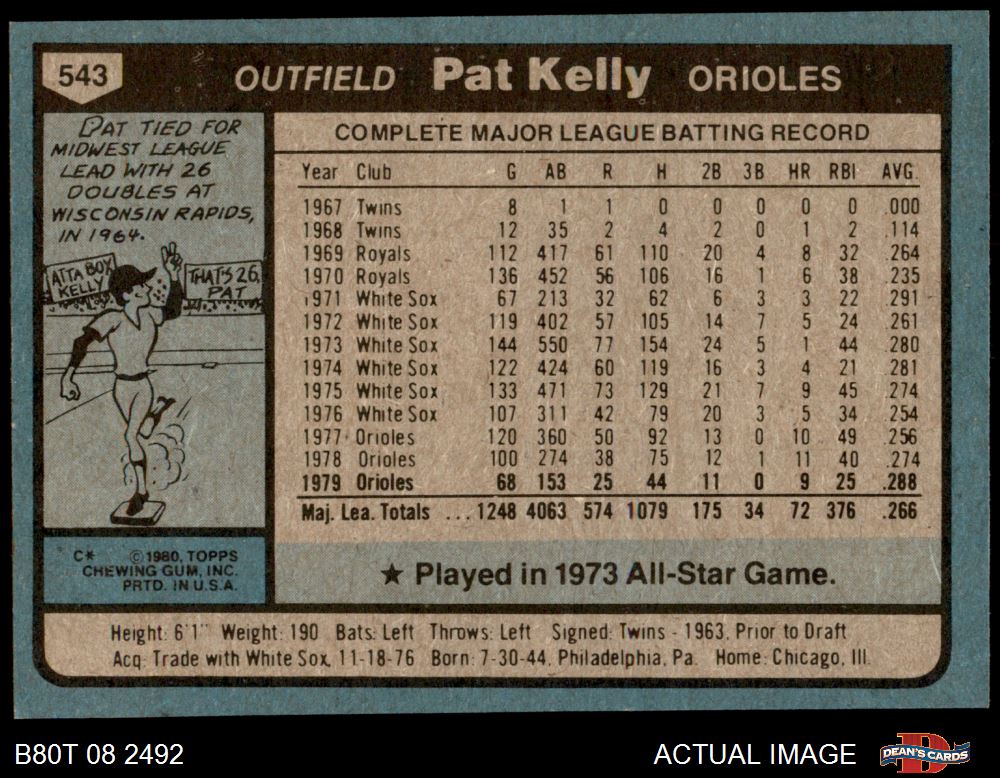 543 OUTFIELD Pat Kelly ORIOLES
PAT TIED FOR
MIDWEST LEAGUE
LEAD WITH 26
DOUBLES AT
WISCONSIN RAPIDS,
IN 1964.
ATTA BOY
KELLY
THAT'S 26,
PAT
C* ©1980, TOPPS
CHEWING GUM, INC.
PRTD. IN U.S.A.
COMPLETE MAJOR LEAGUE BATTING RECORD
Year Club G AB R H 2B 3B HR RBI AVG.
1967 Twins 8 1 1 0 0 0 0 0 .000
1968 Twins 12 35 2 4 2 0 1 2 .114
1969 Royals 112 417 61 110 20 4 8 32 .264
1970 Royals 136 452 56 106 16 1 6 38 .235
1971 White Sox 67 213 32 62 6 3 3 22 .291
1972 White Sox 119 402 57 105 14 7 5 24 .261
1973 White Sox 144 550 77 154 24 5 1 44 .280
1974 White Sox 122 424 60 119 16 3 4 21 .281
1975 White Sox 133 471 73 129 21 7 9 45 .274
1976 White Sox 107 311 42 79 20 3 5 34 .254
1977 Orioles 120 360 50 92 13 0 10 49 .256
1978 Orioles 100 274 38 75 12 1 11 40 .274
1979 Orioles 68 153 25 44 11 0 9 25 .288
Maj. Lea. Totals ... 1248 4063 574 1079 175 34 72 376 .266
★ Played in 1973 All-Star Game.
Height: 6'1" Weight: 190 Bats: Left Throws: Left Signed: Twins - 1963, Prior to Draft
Acq: Trade with White Sox, 11-18-76 Born: 7-30-44, Philadelphia, Pa. Home: Chicago, Ill.
B80T 08 2492 ACTUAL IMAGE DEAN'S CARDS